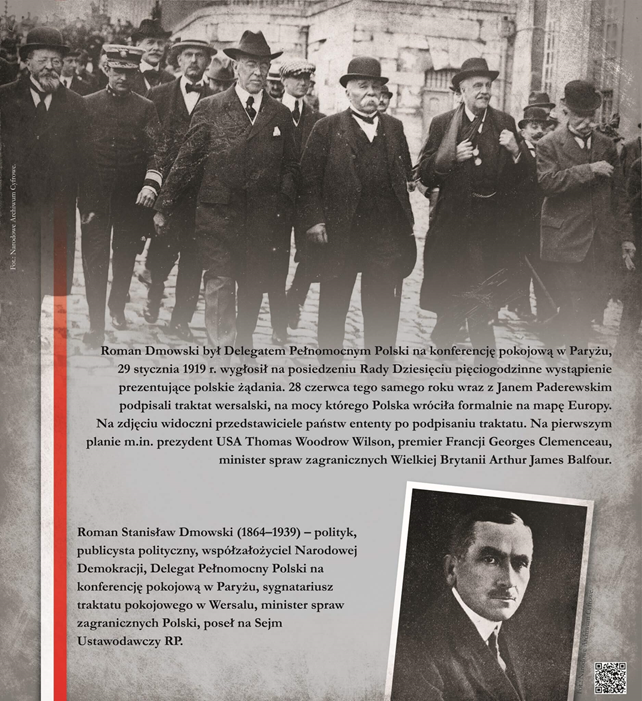 Fot. Narodowe Archiwum Cyfrowe.
Roman Dmowski był Delegatem Pełnomocnym Polski na konferencję pokojową w Paryżu,
29 stycznia 1919 r. wygłosił na posiedzeniu Rady Dziesięciu pięciogodzinne wystąpienie
prezentujące polskie żądania. 28 czerwca tego samego roku wraz z Janem Paderewskim
podpisali traktat wersalski, na mocy którego Polska wróciła formalnie na mapę Europy.
Na zdjęciu widoczni przedstawiciele państw ententy po podpisaniu traktatu. Na pierwszym
planie m.in. prezydent USA Thomas Woodrow Wilson, premier Francji Georges Clemenceau,
minister spraw zagranicznych Wielkiej Brytanii Arthur James Balfour.
Roman Stanisław Dmowski (1864–1939) – polityk,
publicysta polityczny, współzałożyciel Narodowej
Demokracji, Delegat Pełnomocny Polski na
konferencję pokojową w Paryżu, sygnatariusz
traktatu pokojowego w Wersalu, minister spraw
zagranicznych Polski, poseł na Sejm
Ustawodawczy RP.